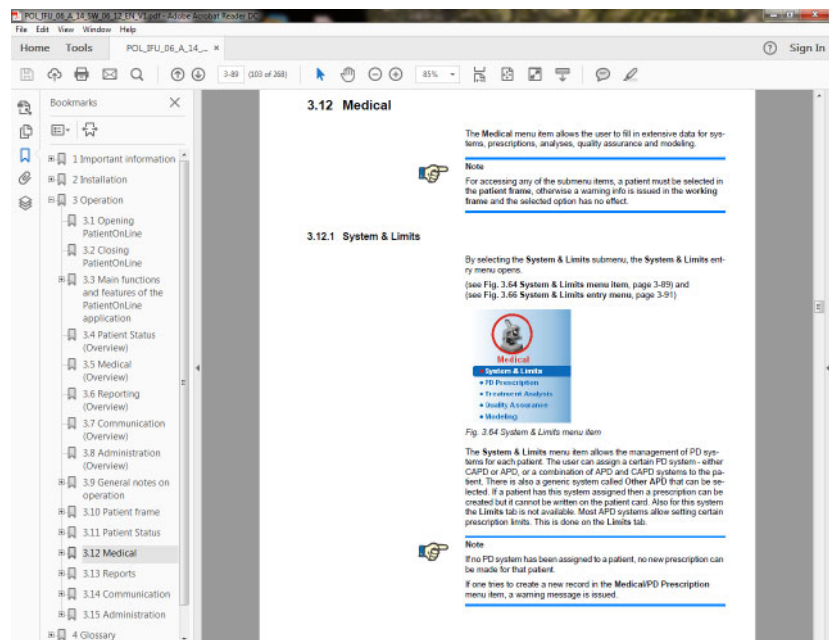 POL_IFU_06_A_14_SW_06_12_EN_V1.pdf - Adobe Acrobat Reader DC
File Edit View Window Help
Home Tools POL_IFU_06_A_14_... × Sign In
3-89 (103 of 268) 85%
Bookmarks
1 Important information
2 Installation
3 Operation
3.1 Opening
PatientOnLine
3.2 Closing
PatientOnLine
3.3 Main functions
and features of the
PatientOnLine
application
3.4 Patient Status
(Overview)
3.5 Medical
(Overview)
3.6 Reporting
(Overview)
3.7 Communication
(Overview)
3.8 Administration
(Overview)
3.9 General notes on
operation
3.10 Patient frame
3.11 Patient Status
3.12 Medical
3.13 Reports
3.14 Communication
3.15 Administration
4 Glossary
3.12 Medical
The Medical menu item allows the user to fill in extensive data for sys-
tems, prescriptions, analyses, quality assurance and modeling.
Note
For accessing any of the submenu items, a patient must be selected in
the patient frame, otherwise a warning info is issued in the working
frame and the selected option has no effect.
3.12.1 System & Limits
By selecting the System & Limits submenu, the System & Limits ent-
ry menu opens.
(see Fig. 3.64 System & Limits menu item, page 3-89) and
(see Fig. 3.66 System & Limits entry menu, page 3-91)
Medical
System & Limits
PD Prescription
Treatment Analysis
Quality Assurance
Modeling
Fig. 3.64 System & Limits menu item
The System & Limits menu item allows the management of PD sys-
tems for each patient. The user can assign a certain PD system - either
CAPD or APD, or a combination of APD and CAPD systems to the pa-
tient. There is also a generic system called Other APD that can be se-
lected. If a patient has this system assigned then a prescription can be
created but it cannot be written on the patient card. Also for this system
the Limits tab is not available. Most APD systems allow setting certain
prescription limits. This is done on the Limits tab.
Note
If no PD system has been assigned to a patient, no new prescription can
be made for that patient.
If one tries to create a new record in the Medical/PD Prescription
menu item, a warning message is issued.